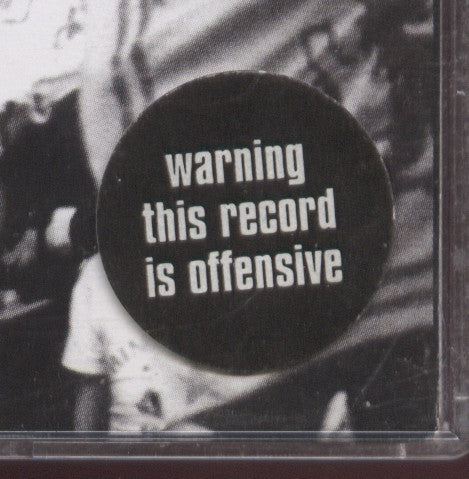 warning
this record
is offensive